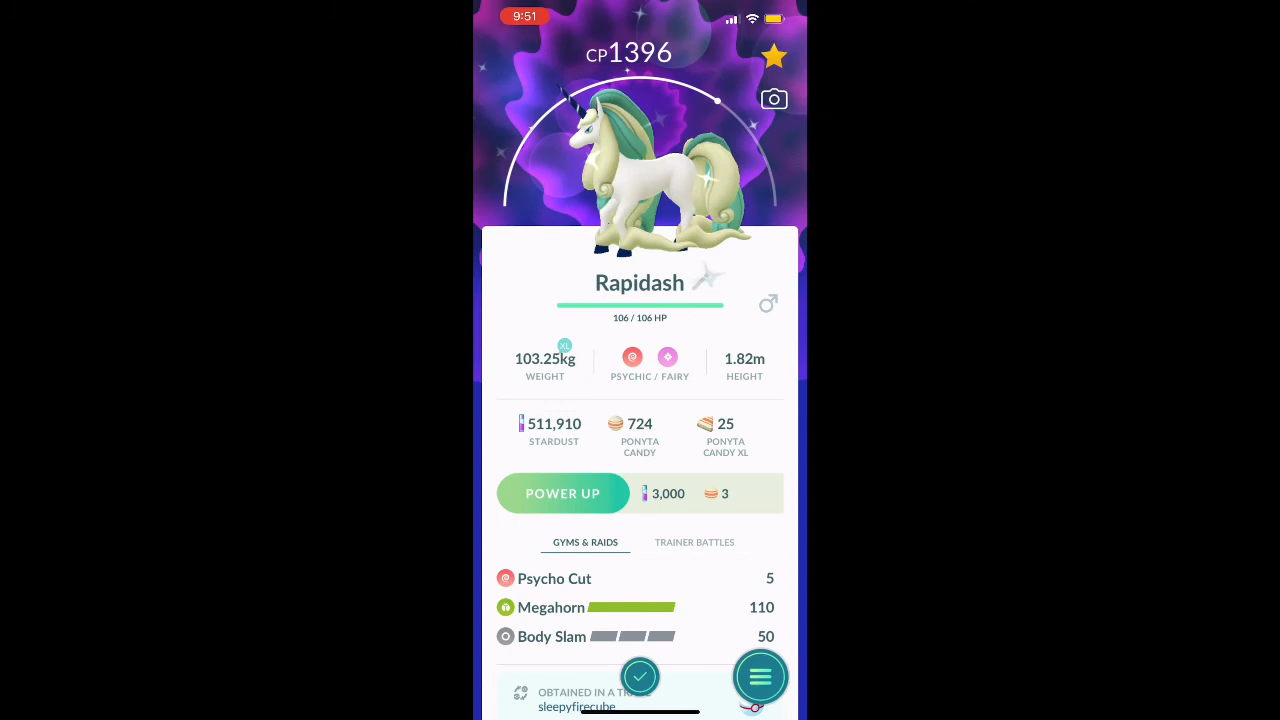 9:51
CP1396
Rapidash
106 / 106 HP
XL
103.25kg
WEIGHT
PSYCHIC / FAIRY
1.82m
HEIGHT
511,910
STARDUST
724
PONYTA
CANDY
25
PONYTA
CANDY XL
POWER UP
3,000
3
GYMS & RAIDS
TRAINER BATTLES
Psycho Cut 5
Megahorn 110
Body Slam 50
OBTAINED IN A
sleepyfirecube